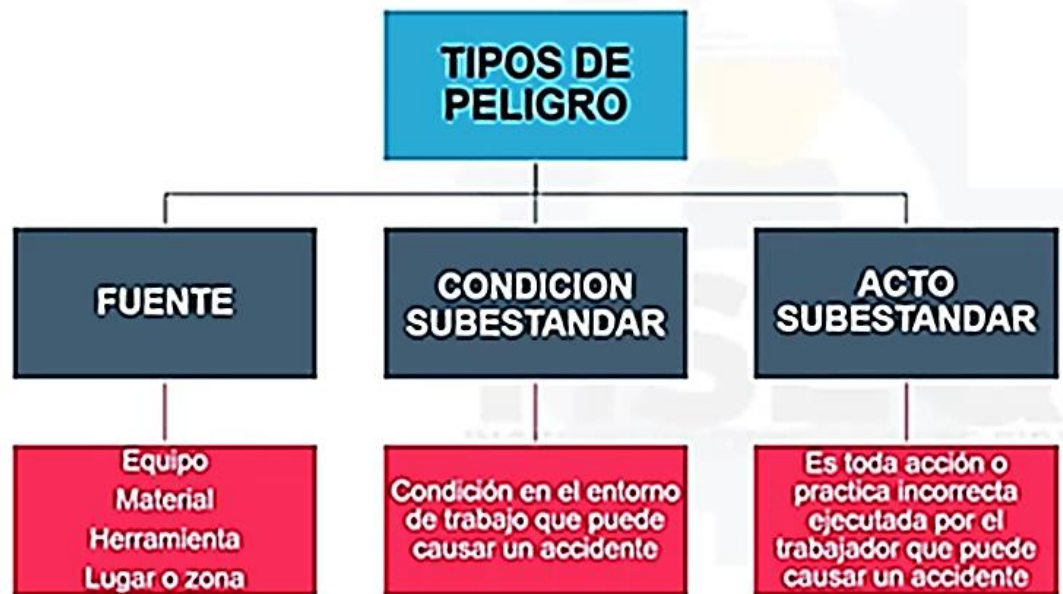 TIPOS DE
PELIGRO
FUENTE
CONDICION
SUBESTANDAR
ACTO
SUBESTANDAR
Equipo
Material
Herramienta
Lugar o zona
Condición en el entorno
de trabajo que puede
causar un accidente
Es toda acción o
practica incorrecta
ejecutada por el
trabajador que puede
causar un accidente